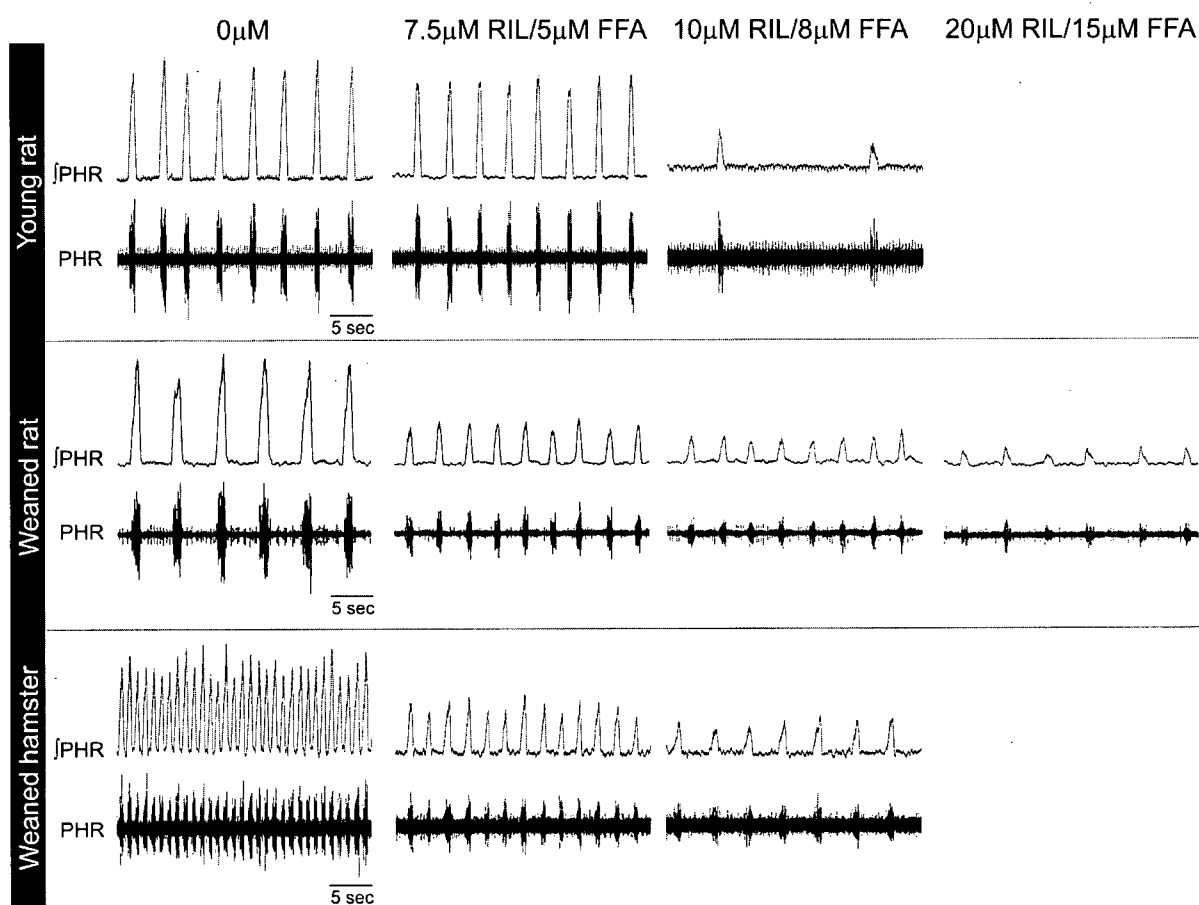 0µM 7.5µM RIL/5µM FFA 10µM RIL/8µM FFA 20µM RIL/15µM FFA
Young rat
∫PHR
PHR
5 sec
Weaned rat
∫PHR
PHR
5 sec
Weaned hamster
∫PHR
PHR
5 sec